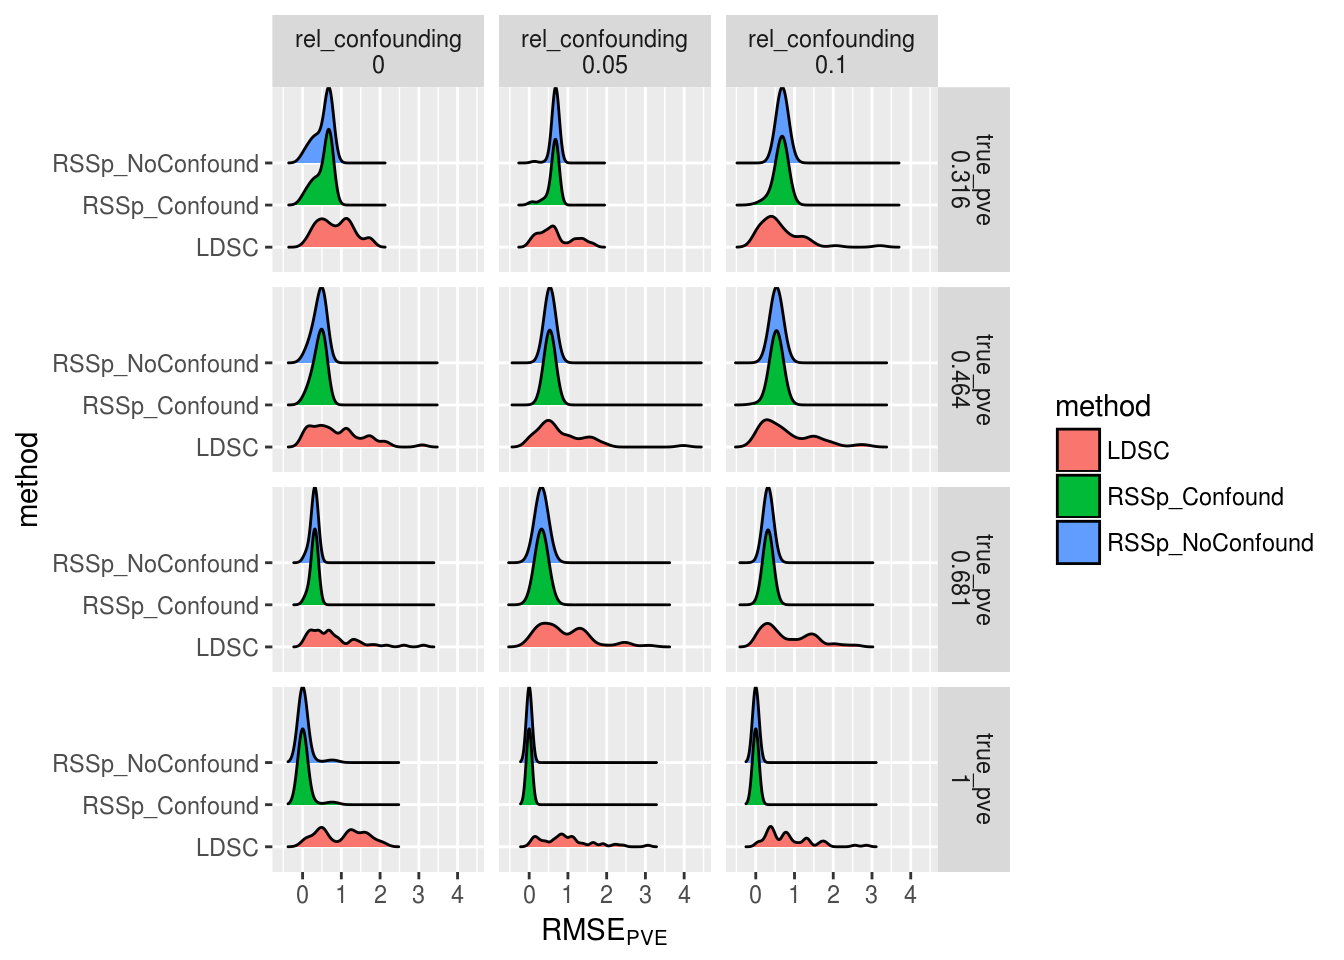 rel_confounding
0
rel_confounding
0.05
rel_confounding
0.1
RSSp_NoConfound
RSSp_Confound
LDSC
true_pve
0.316
RSSp_NoConfound
RSSp_Confound
LDSC
true_pve
0.464
RSSp_NoConfound
RSSp_Confound
LDSC
true_pve
0.681
RSSp_NoConfound
RSSp_Confound
LDSC
true_pve
1
method
0 1 2 3 4
0 1 2 3 4
0 1 2 3 4
RMSE_PVE
method
LDSC
RSSp_Confound
RSSp_NoConfound